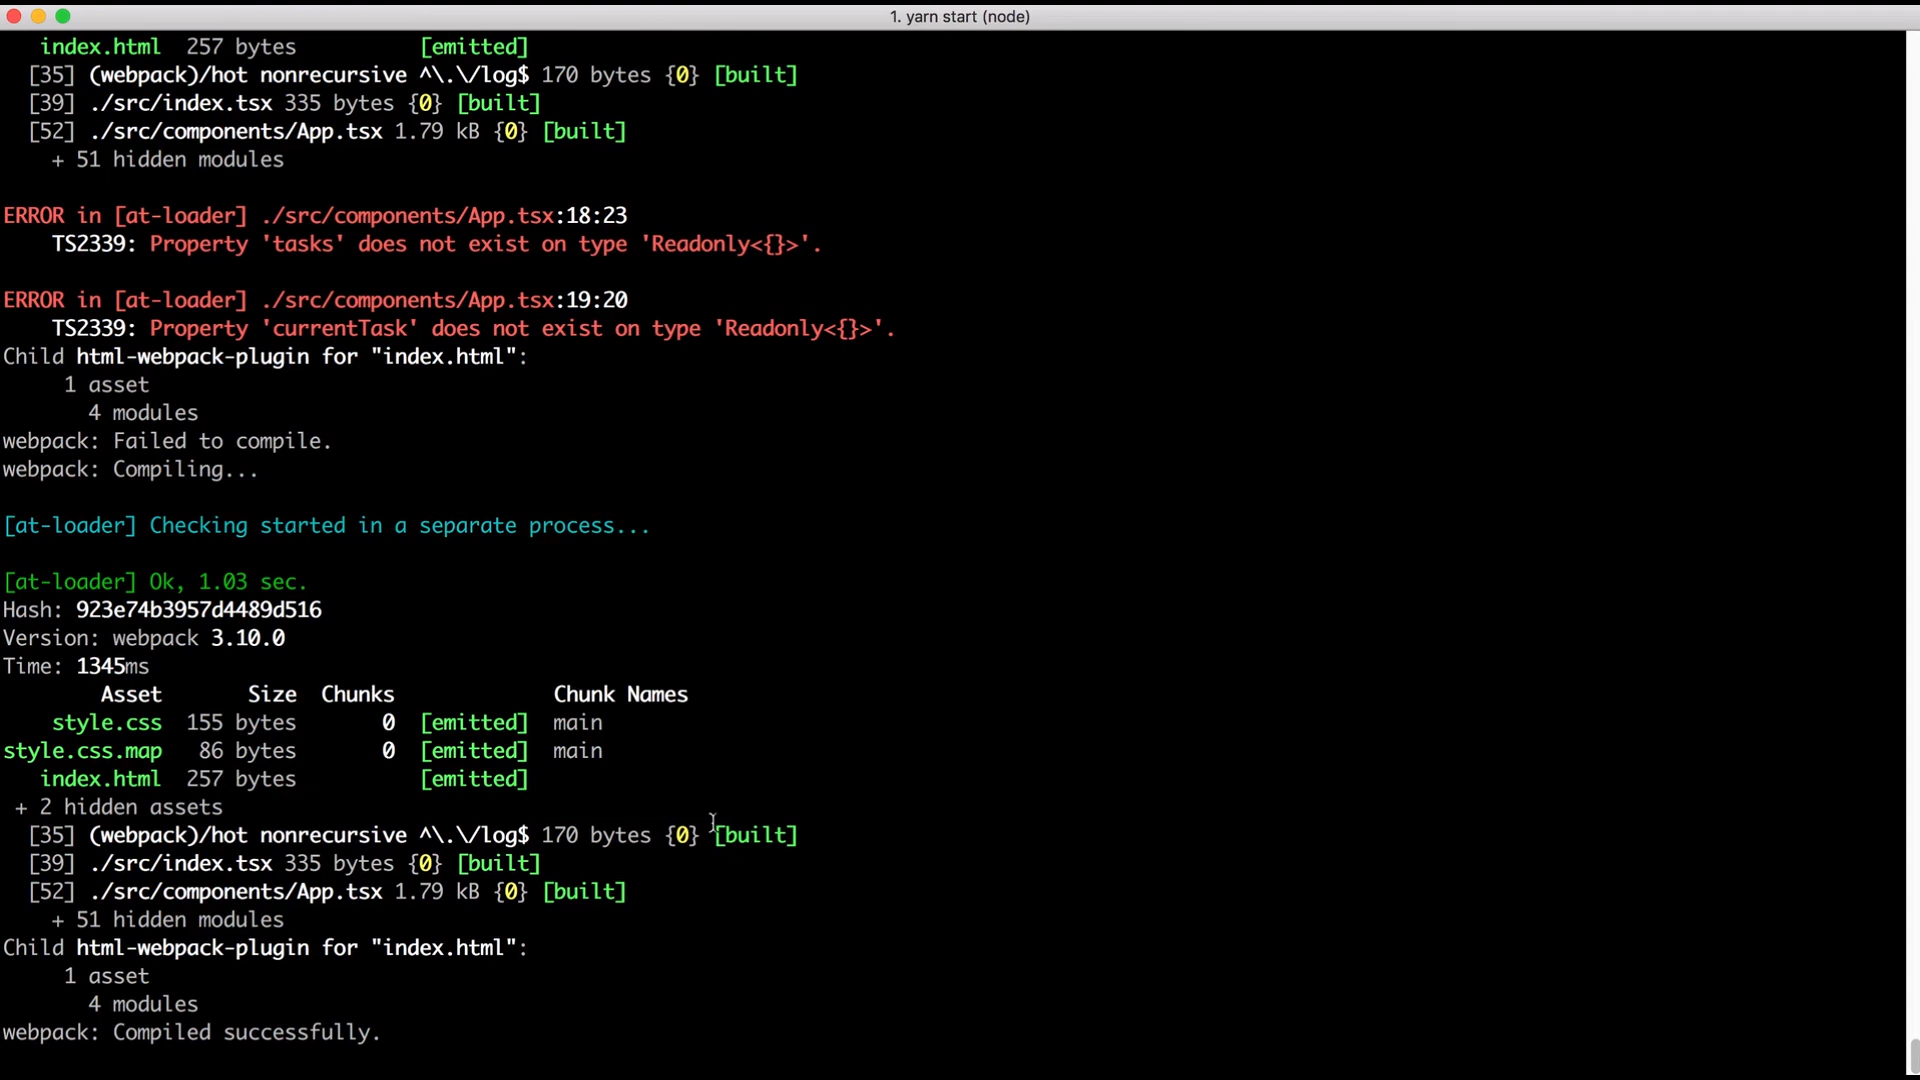 1. yarn start (node)
index.html 257 bytes [emitted]
[35] (webpack)/hot nonrecursive ^\.\/log$ 170 bytes {0} [built]
[39] ./src/index.tsx 335 bytes {0} [built]
[52] ./src/components/App.tsx 1.79 kB {0} [built]
+ 51 hidden modules
ERROR in [at-loader] ./src/components/App.tsx:18:23
TS2339: Property 'tasks' does not exist on type 'Readonly<{}>'.
ERROR in [at-loader] ./src/components/App.tsx:19:20
TS2339: Property 'currentTask' does not exist on type 'Readonly<{}>'.
Child html-webpack-plugin for "index.html":
1 asset
4 modules
webpack: Failed to compile.
webpack: Compiling...
[at-loader] Checking started in a separate process...
[at-loader] Ok, 1.03 sec.
Hash: 923e74b3957d4489d516
Version: webpack 3.10.0
Time: 1345ms
Asset Size Chunks Chunk Names
style.css 155 bytes 0 [emitted] main
style.css.map 86 bytes 0 [emitted] main
index.html 257 bytes [emitted]
+ 2 hidden assets
[35] (webpack)/hot nonrecursive ^\.\/log$ 170 bytes {0} [built]
[39] ./src/index.tsx 335 bytes {0} [built]
[52] ./src/components/App.tsx 1.79 kB {0} [built]
+ 51 hidden modules
Child html-webpack-plugin for "index.html":
1 asset
4 modules
webpack: Compiled successfully.